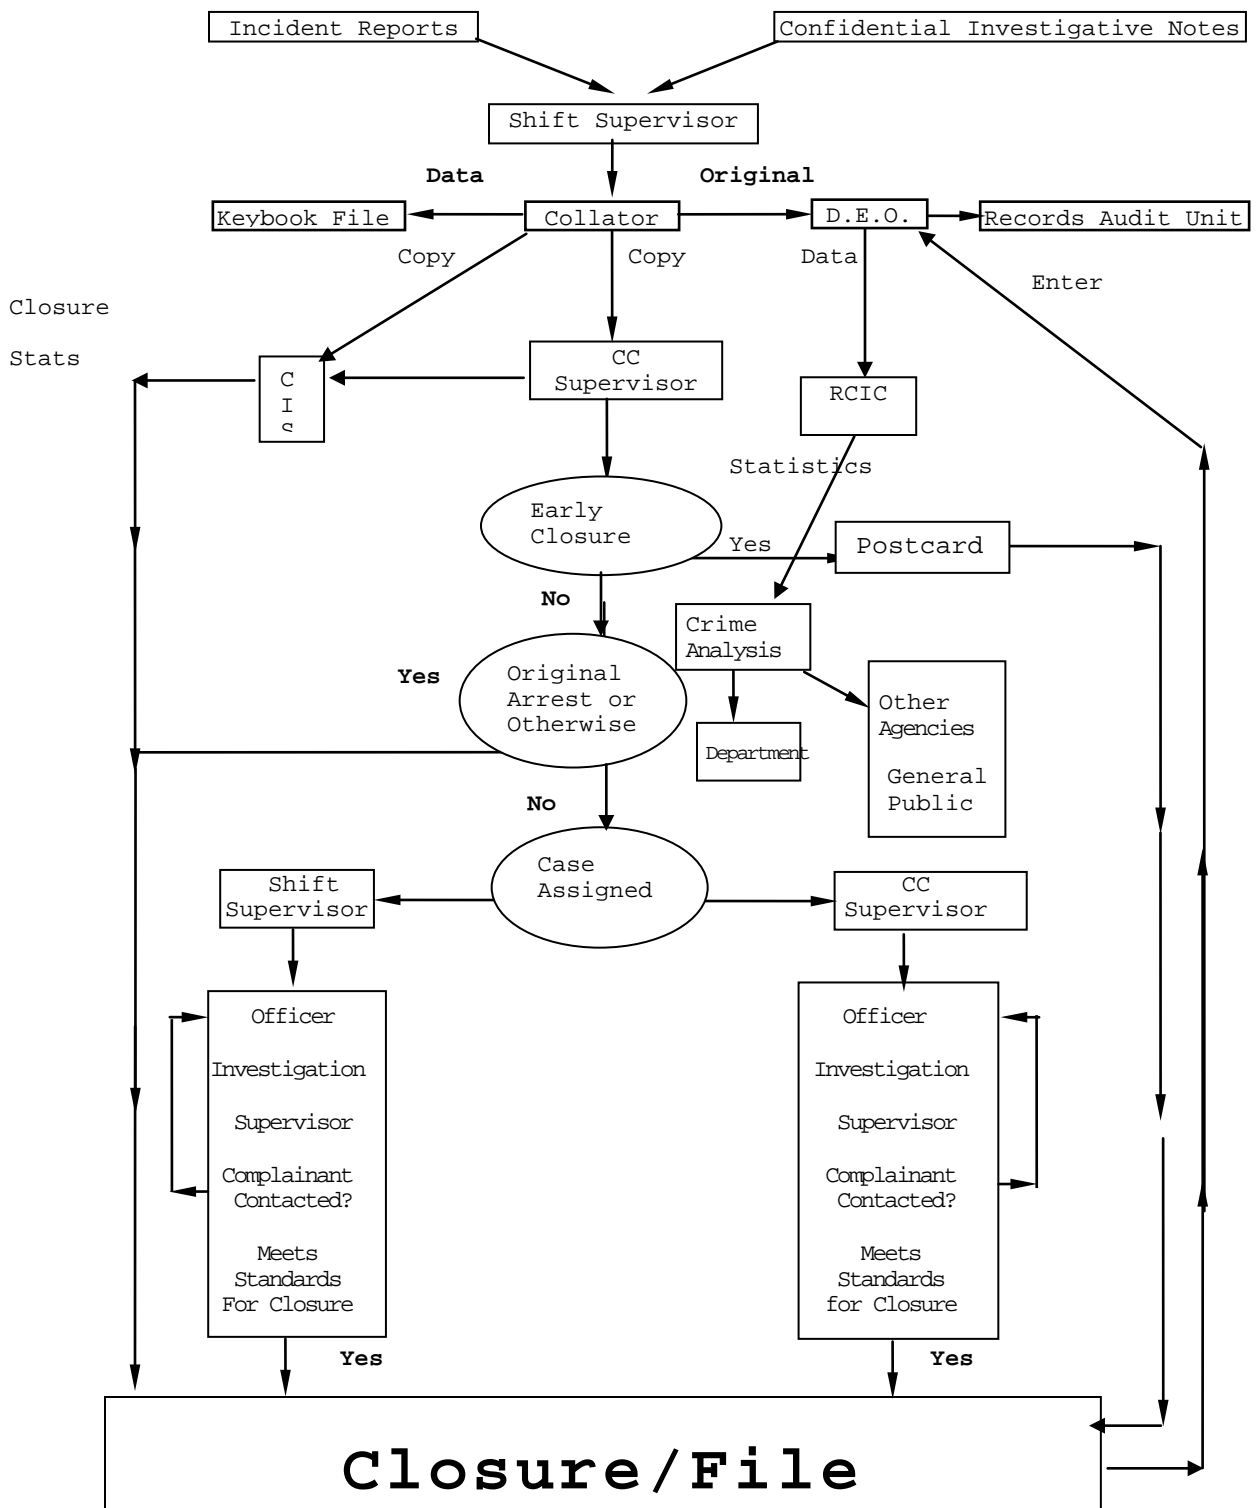 Incident Reports
Confidential Investigative Notes
Shift Supervisor
Data
Original
Keybook File
Collator
D.E.O.
Records Audit Unit
Copy
Copy
Data
Enter
Closure
Stats
C
I
S
CC
Supervisor
RCIC
Statistics
Early
Closure
Yes
Postcard
No
Crime
Analysis
Yes
Original
Arrest or
Otherwise
Other
Agencies
General
Public
Department
No
Case
Assigned
Shift
Supervisor
CC
Supervisor
Officer
Investigation
Supervisor
Complainant
Contacted?
Meets
Standards
For Closure
Officer
Investigation
Supervisor
Complainant
Contacted?
Meets
Standards
for Closure
Yes
Yes
Closure/File